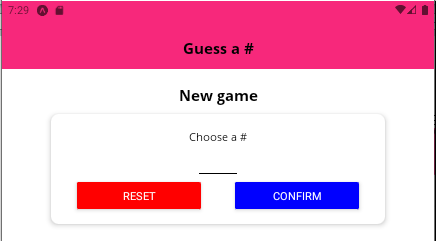 7:29
Guess a #
New game
Choose a #
RESET
CONFIRM